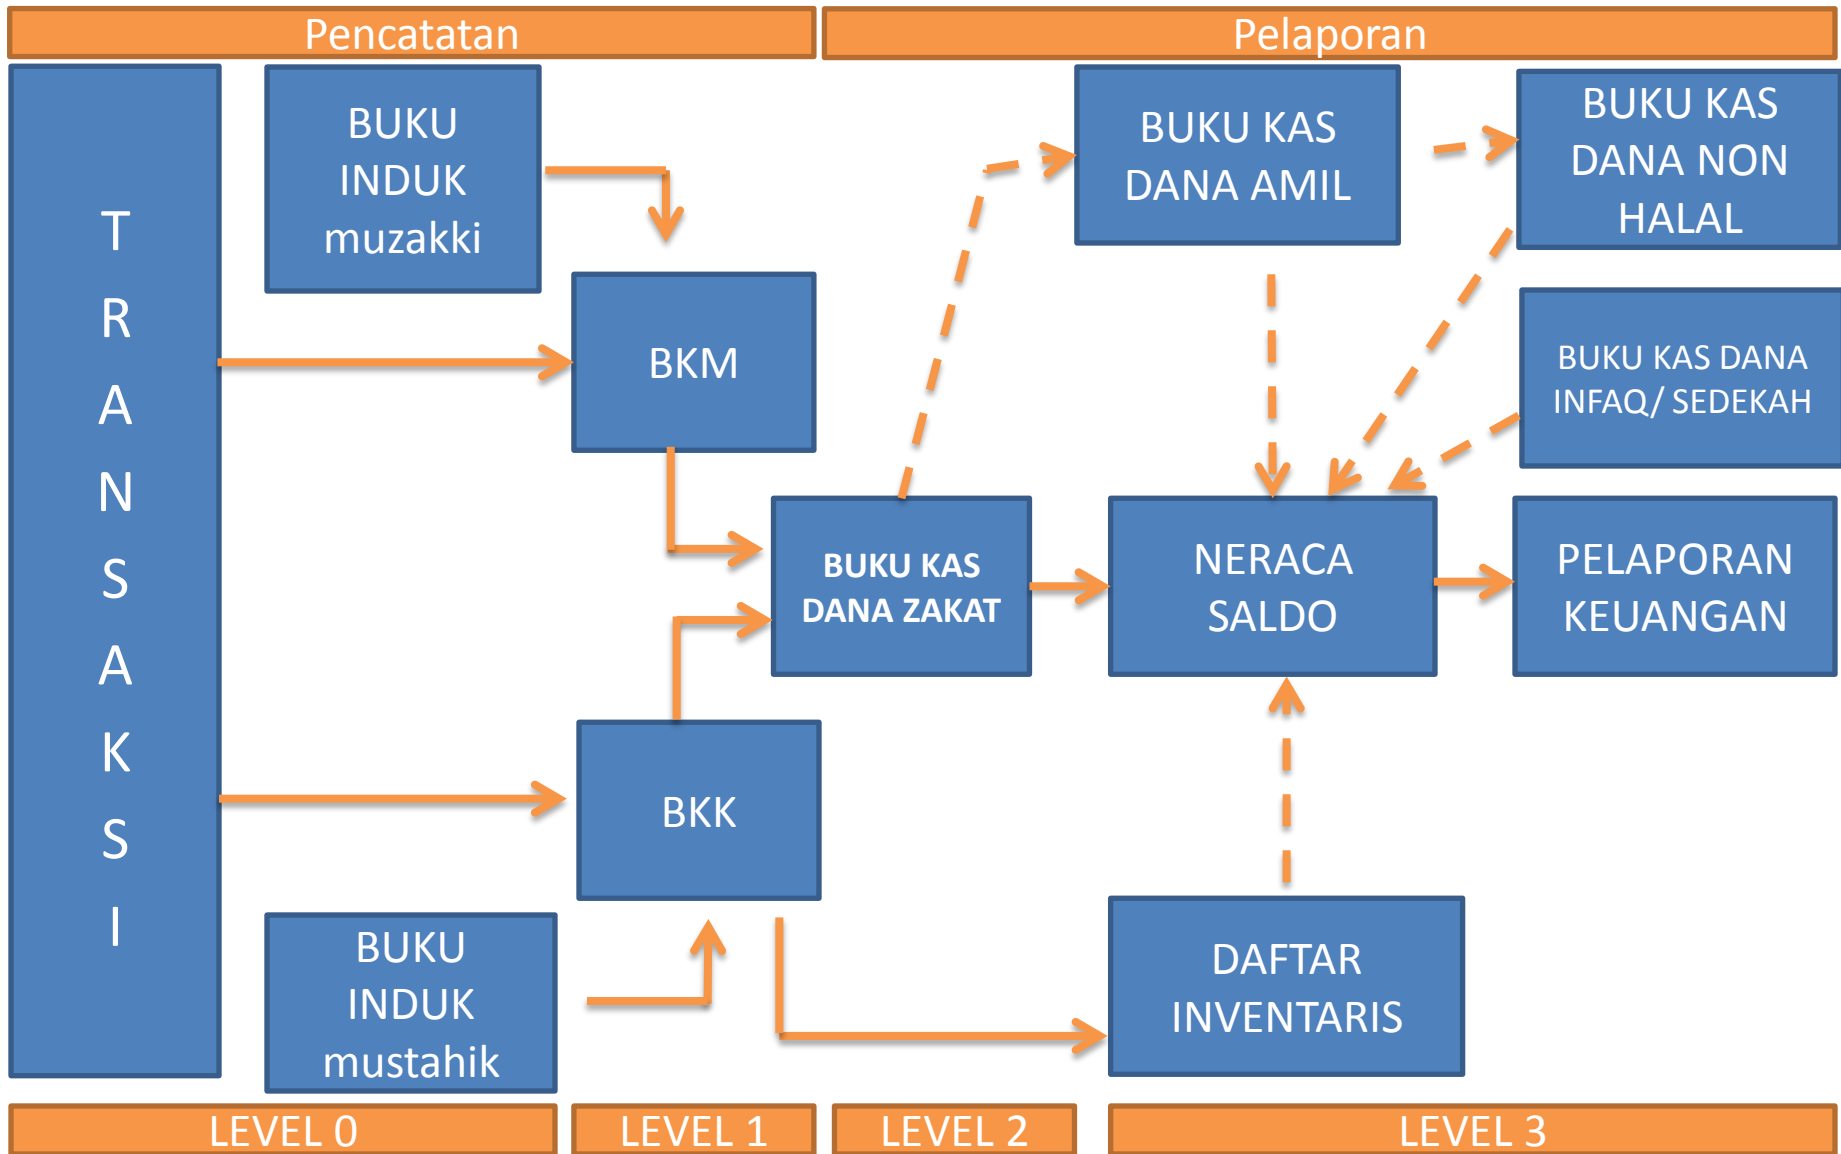 Pencatatan
Pelaporan
T
R
A
N
S
A
K
S
I
BUKU
INDUK
muzakki
BKM
BKK
BUKU
INDUK
mustahik
BUKU KAS
DANA ZAKAT
BUKU KAS
DANA AMIL
BUKU KAS
DANA NON
HALAL
BUKU KAS DANA
INFAQ/ SEDEKAH
NERACA
SALDO
PELAPORAN
KEUANGAN
DAFTAR
INVENTARIS
LEVEL 0
LEVEL 1
LEVEL 2
LEVEL 3